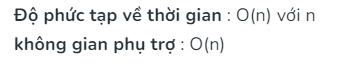 Độ phức tạp về thời gian : O(n) với n
không gian phụ trợ : O(n)